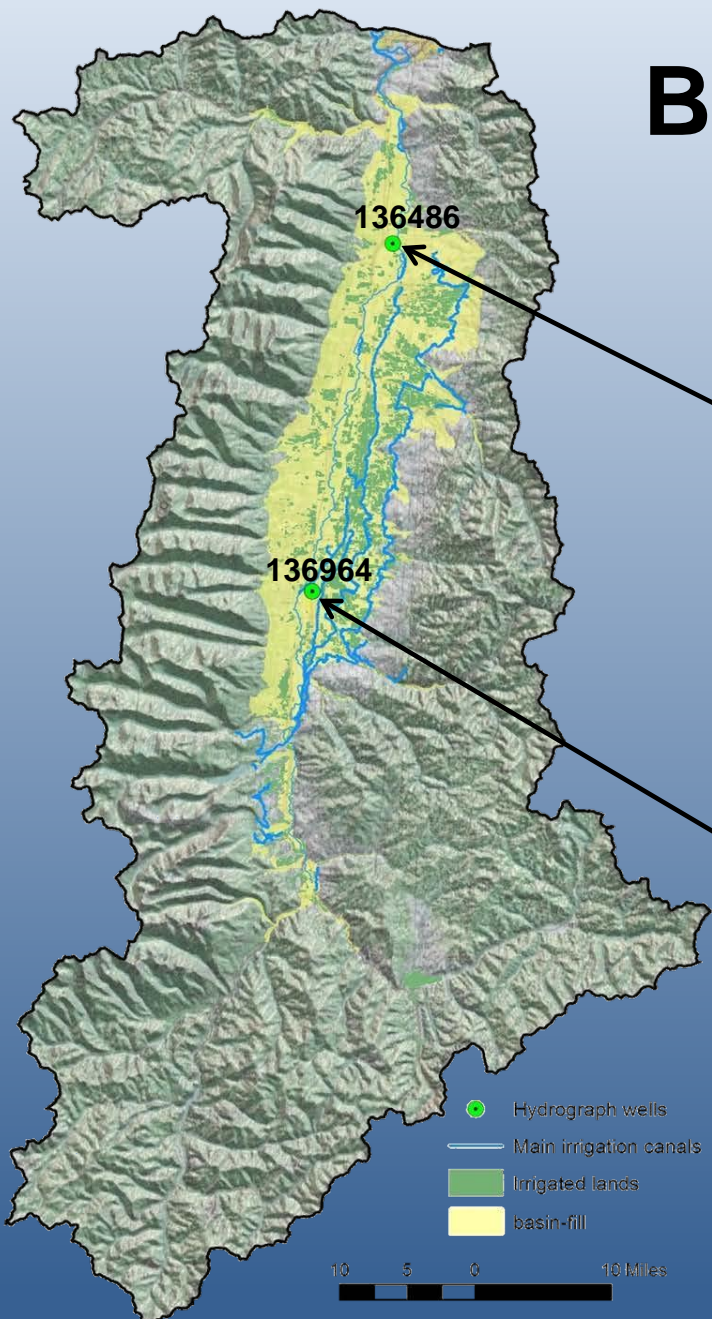 B
136486
136964
Hydrograph wells
Main irrigation canals
Irrigated lands
basin-fill
10 5 0 10 Miles